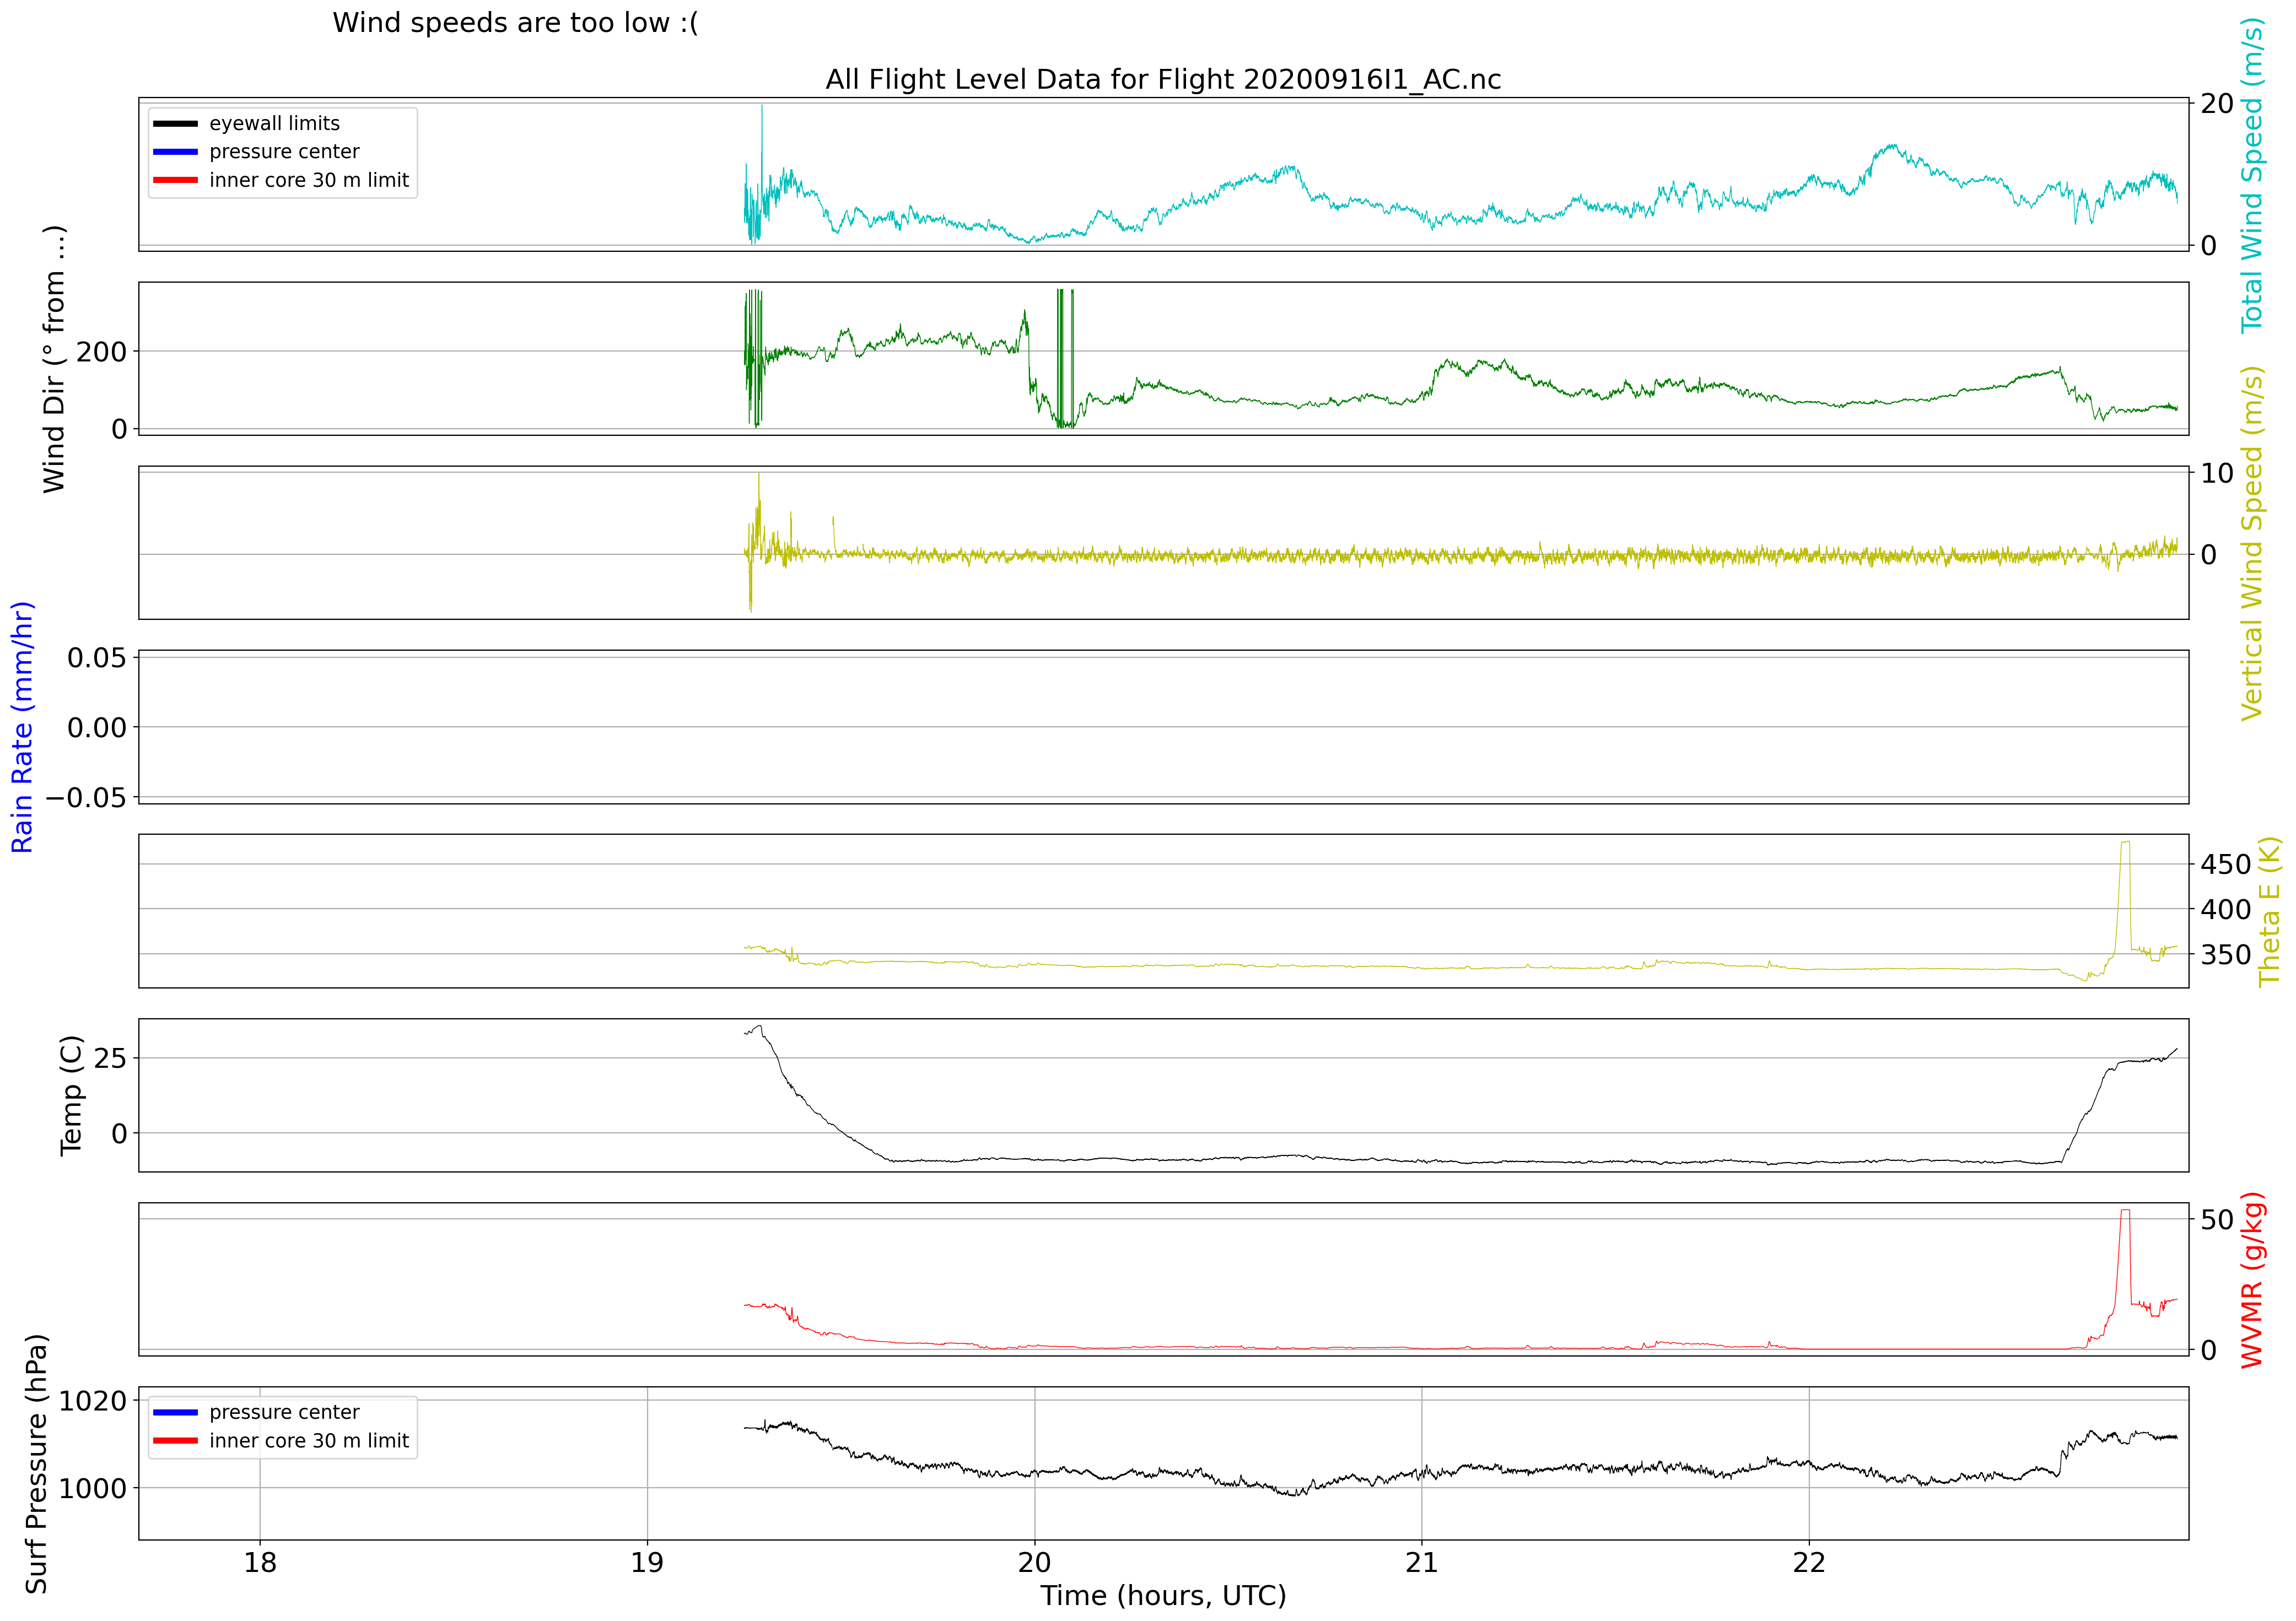 Wind speeds are too low :(
All Flight Level Data for Flight 20200916I1_AC.nc
eyewall limits
pressure center
inner core 30 m limit
20
0
Total Wind Speed (m/s)
Wind Dir (° from ...)
200
0
10
0
Vertical Wind Speed (m/s)
Rain Rate (mm/hr)
0.05
0.00
−0.05
450
400
350
Theta E (K)
Temp (C)
25
0
50
0
WVMR (g/kg)
Surf Pressure (hPa)
1020
1000
pressure center
inner core 30 m limit
18 19 20 21 22
Time (hours, UTC)